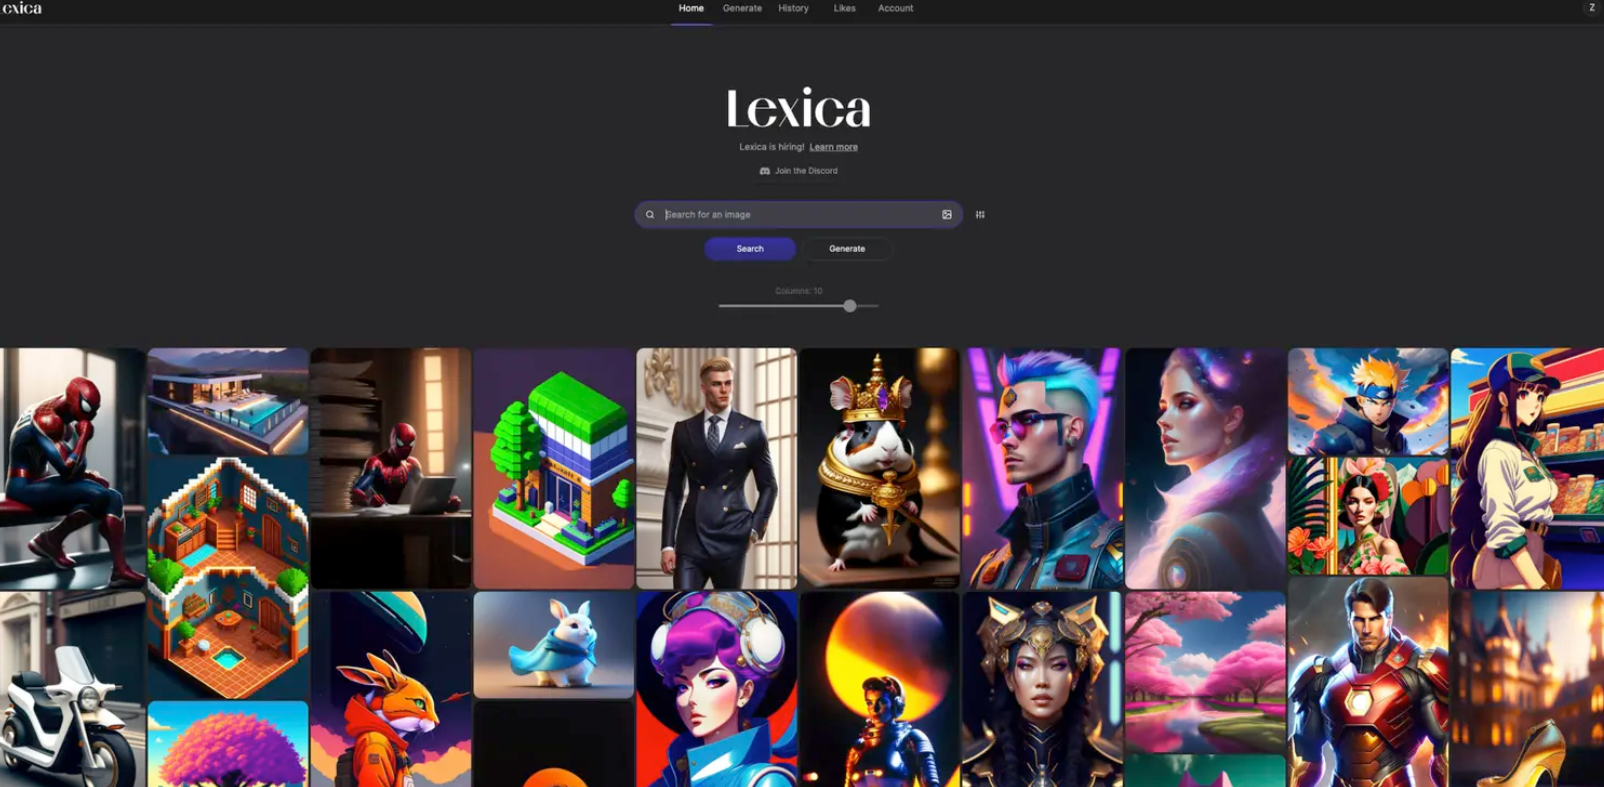 exica
Home Generate History Likes Account Z
Lexica
Lexica is hiring! Learn more
Join the Discord
Search for an image
Search Generate
Columns: 10